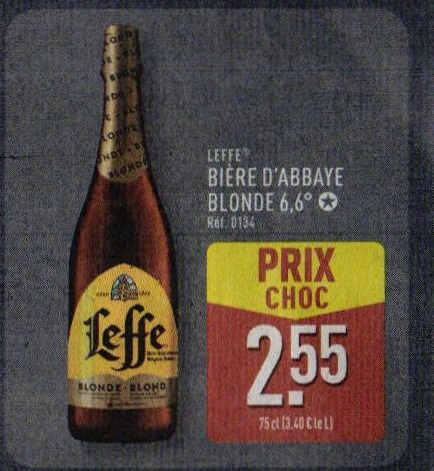 LEFFE
BIÈRE D'ABBAYE
BLONDE 6,6°
Réf. 0134
PRIX
CHOC
2.55
75 cl (3,40 € le L)
Leffe
BLONDE - BLOND